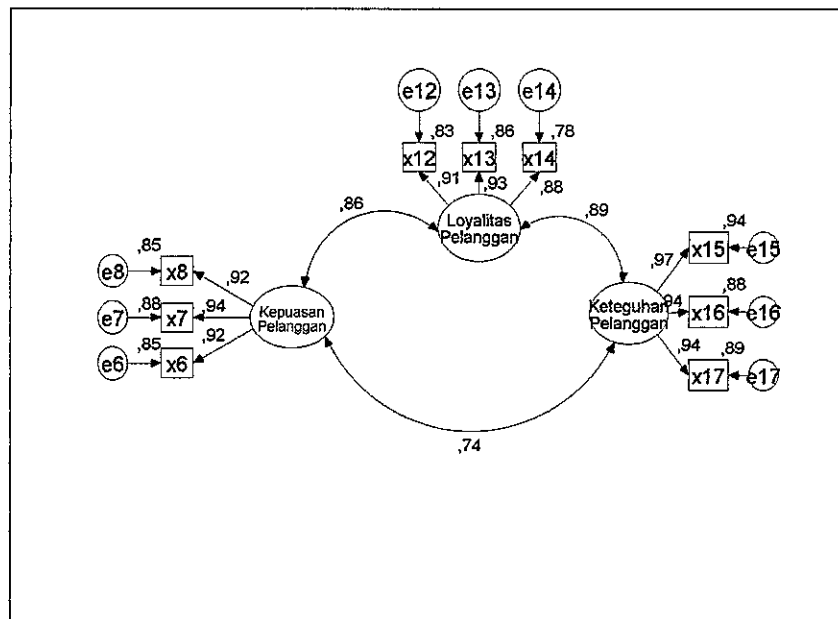 e12 e13 e14
,83 ,86 ,78
x12 x13 x14
,91 ,93 ,88
,86
Loyalitas
Pelanggan
,89
,85
e8 x8
,92
,88
e7 x7
,94
,85
e6 x6
,92
Kepuasan
Pelanggan
,94
x15 e15
,97
Keteguhan
Pelanggan
,94
,88
x16 e16
,94
,89
x17 e17
,74